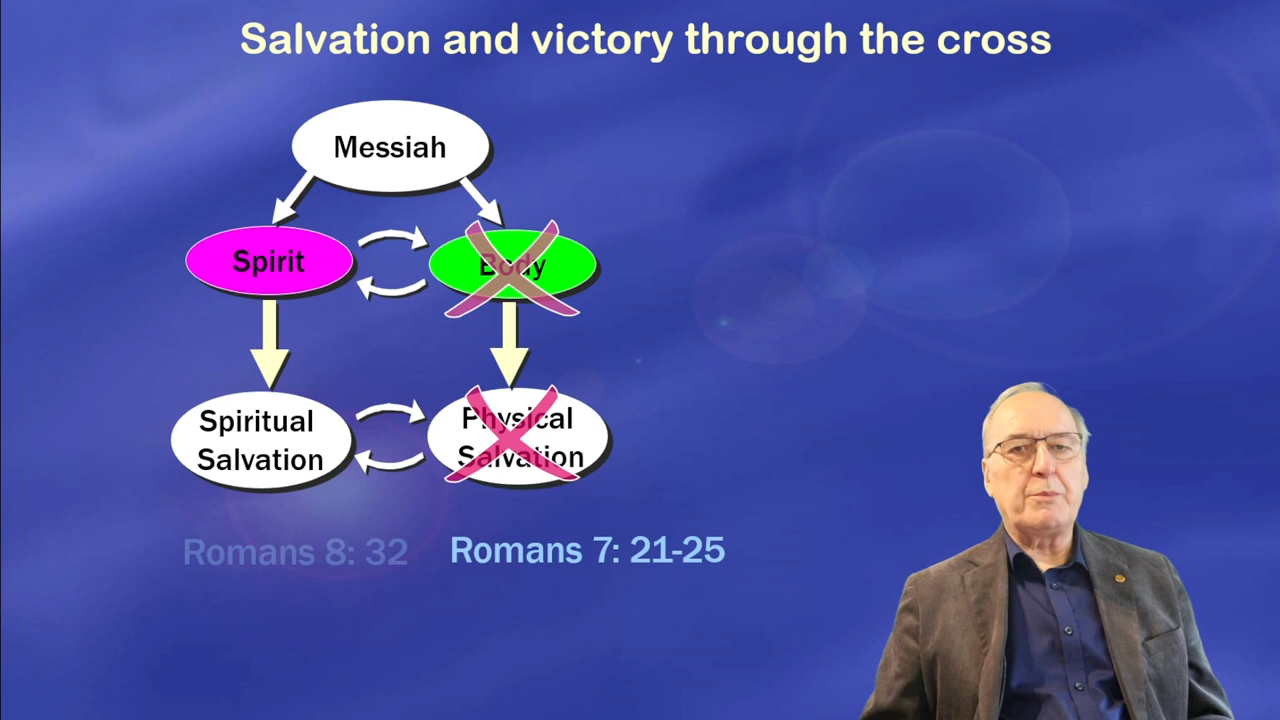 Salvation and victory through the cross
Messiah
Spirit
Body
Spiritual
Salvation
Physical
Salvation
Romans 8: 32
Romans 7: 21-25